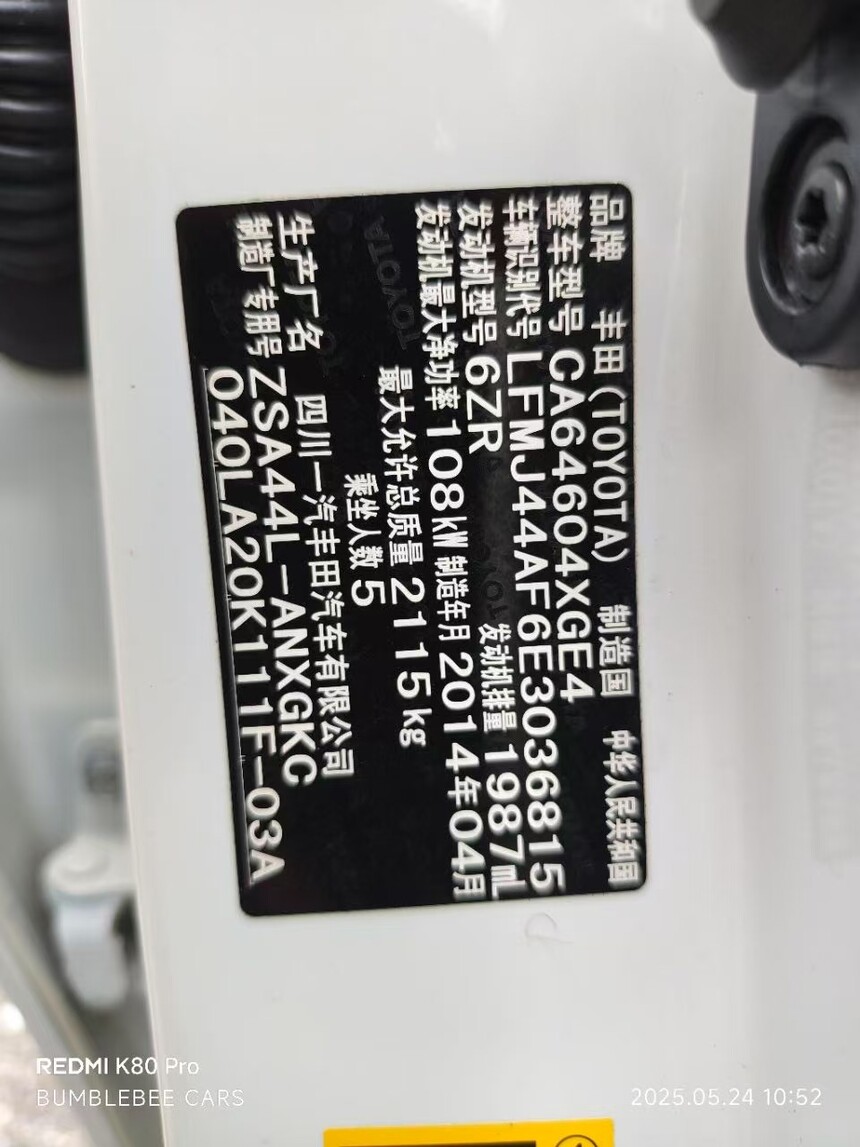 品牌 丰田(TOYOTA) 制造国 中华人民共和国
整车型号 CA64604XGE4
车辆识别代号 LFMJ44AF6E3036815
发动机型号 6ZR 发动机排量 1987mL
发动机最大净功率 108kW 制造年月 2014年04月
最大允许总质量 2115kg
乘坐人数 5
生产厂名 四川一汽丰田汽车有限公司
制造厂专用号 ZSA44L-ANXGKC
040LA20K111F-03A
REDMI K80 Pro
BUMBLEBEE CARS
2025.05.24 10:52